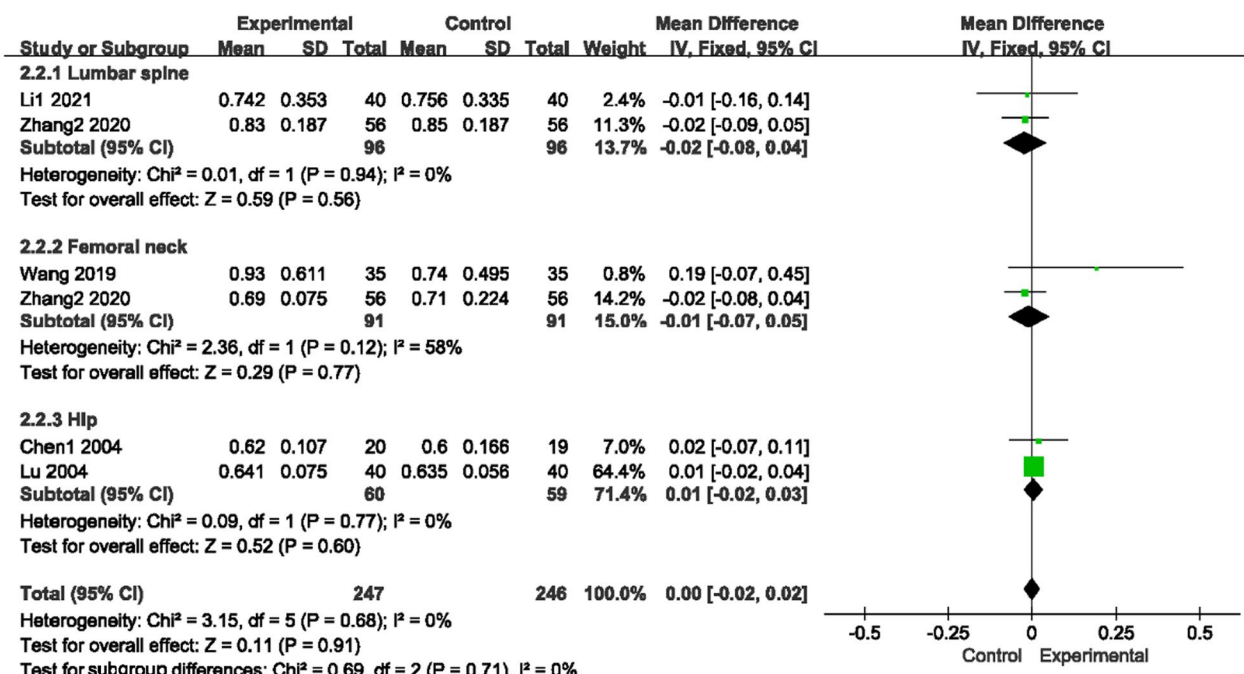 Experimental Control Mean Difference Mean Difference
Study or Subgroup Mean SD Total Mean SD Total Weight IV, Fixed, 95% CI IV, Fixed, 95% CI
2.2.1 Lumbar spine
Li1 2021 0.742 0.353 40 0.756 0.335 40 2.4% -0.01 [-0.16, 0.14]
Zhang2 2020 0.83 0.187 56 0.85 0.187 56 11.3% -0.02 [-0.09, 0.05]
Subtotal (95% CI) 96 96 13.7% -0.02 [-0.08, 0.04]
Heterogeneity: Chi² = 0.01, df = 1 (P = 0.94); I² = 0%
Test for overall effect: Z = 0.59 (P = 0.56)
2.2.2 Femoral neck
Wang 2019 0.93 0.611 35 0.74 0.495 35 0.8% 0.19 [-0.07, 0.45]
Zhang2 2020 0.69 0.075 56 0.71 0.224 56 14.2% -0.02 [-0.08, 0.04]
Subtotal (95% CI) 91 91 15.0% -0.01 [-0.07, 0.05]
Heterogeneity: Chi² = 2.36, df = 1 (P = 0.12); I² = 58%
Test for overall effect: Z = 0.29 (P = 0.77)
2.2.3 Hip
Chen1 2004 0.62 0.107 20 0.6 0.166 19 7.0% 0.02 [-0.07, 0.11]
Lu 2004 0.641 0.075 40 0.635 0.056 40 64.4% 0.01 [-0.02, 0.04]
Subtotal (95% CI) 60 59 71.4% 0.01 [-0.02, 0.03]
Heterogeneity: Chi² = 0.09, df = 1 (P = 0.77); I² = 0%
Test for overall effect: Z = 0.52 (P = 0.60)
Total (95% CI) 247 246 100.0% 0.00 [-0.02, 0.02]
Heterogeneity: Chi² = 3.15, df = 5 (P = 0.68); I² = 0%
Test for overall effect: Z = 0.11 (P = 0.91)
Test for subgroup differences: Chi² = 0.69, df = 2 (P = 0.71), I² = 0%
-0.5 -0.25 0 0.25 0.5
Control Experimental